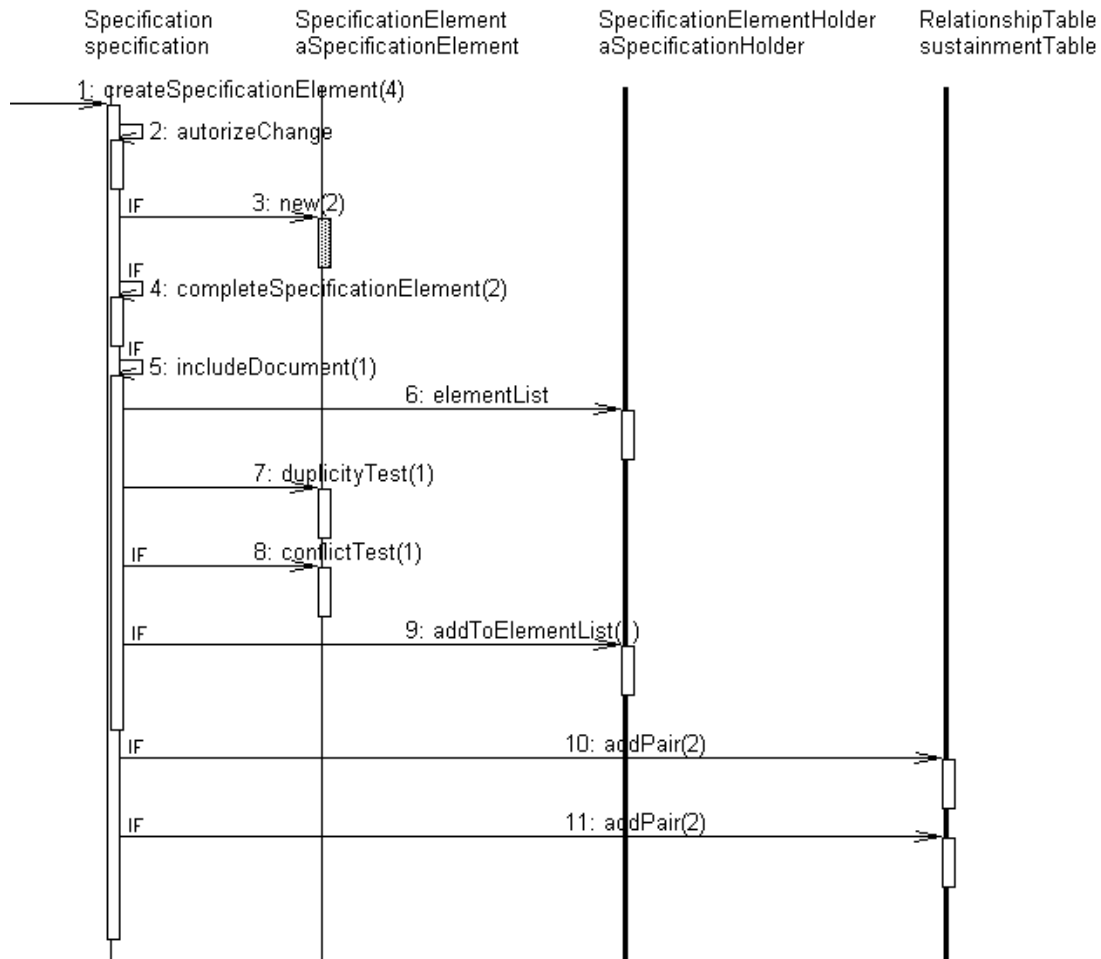 Specification
specification
SpecificationElement
aSpecificationElement
SpecificationElementHolder
aSpecificationHolder
RelationshipTable
sustainmentTable
1: createSpecificationElement(4)
2: autorizeChange
IF
3: new(2)
IF
4: completeSpecificationElement(2)
IF
5: includeDocument(1)
6: elementList
7: duplicityTest(1)
IF
8: conflictTest(1)
IF
9: addToElementList(1)
IF
10: addPair(2)
IF
11: addPair(2)